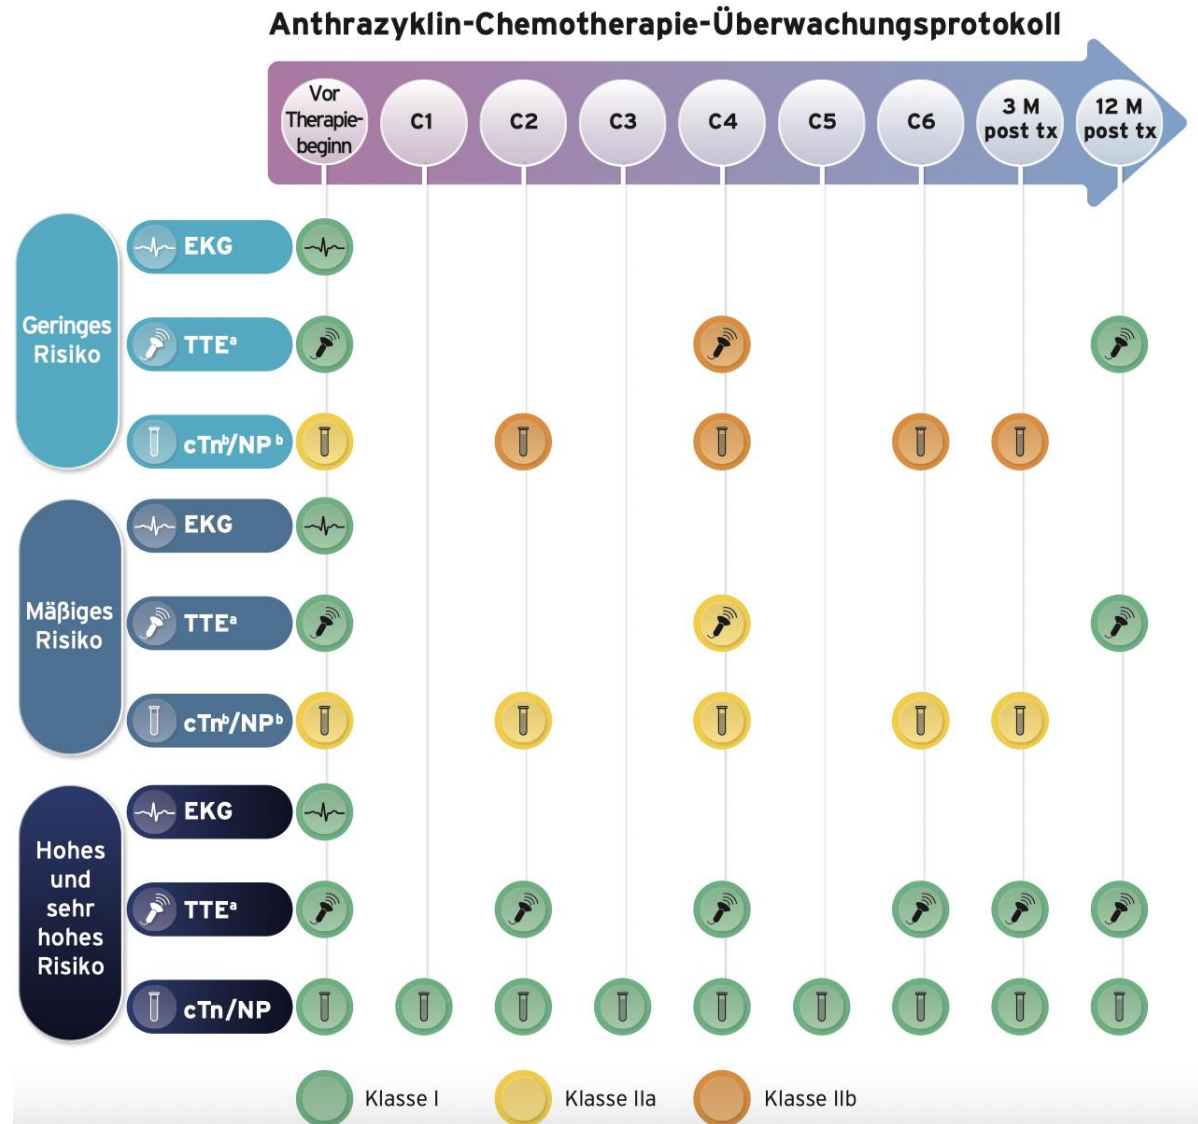 Anthrazyklin-Chemotherapie-Überwachungsprotokoll
Vor
Therapie-
beginn
C1
C2
C3
C4
C5
C6
3 M
post tx
12 M
post tx
Geringes
Risiko
EKG
TTEᵃ
cTnᵇ/NP ᵇ
Mäßiges
Risiko
EKG
TTEᵃ
cTnᵇ/NPᵇ
Hohes
und
sehr
hohes
Risiko
EKG
TTEᵃ
cTn/NP
Klasse I
Klasse IIa
Klasse IIb